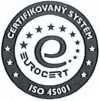 CERTIFIKOVANÝ SYSTÉM
e
EUROCERT
ISO 45001